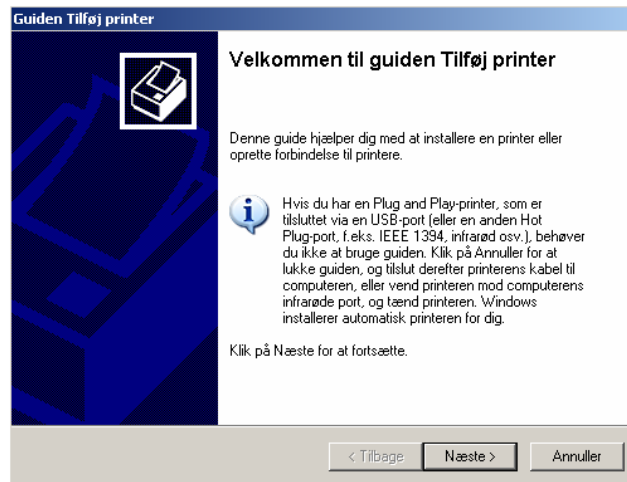 Guiden Tilføj printer
Velkommen til guiden Tilføj printer
Denne guide hjælper dig med at installere en printer eller
oprette forbindelse til printere.
Hvis du har en Plug and Play-printer, som er
tilsluttet via en USB-port (eller en anden Hot
Plug-port, f.eks. IEEE 1394, infrarød osv.), behøver
du ikke at bruge guiden. Klik på Annuller for at
lukke guiden, og tilslut derefter printerens kabel til
computeren, eller vend printeren mod computerens
infrarøde port, og tænd printeren. Windows
installerer automatisk printeren for dig.
Klik på Næste for at fortsætte.
< Tilbage Næste > Annuller